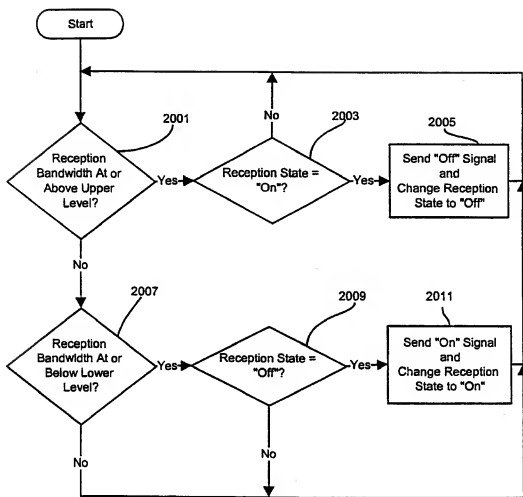 Start
No
2001
2003
2005
Reception
Bandwidth At or
Above Upper
Level?
Yes
Reception State =
"On"?
Yes
Send "Off" Signal
and
Change Reception
State to "Off"
No
2007
2009
2011
Reception
Bandwidth At or
Below Lower
Level?
Yes
Reception State =
"Off"?
Yes
Send "On" Signal
and
Change Reception
State to "On"
No
No